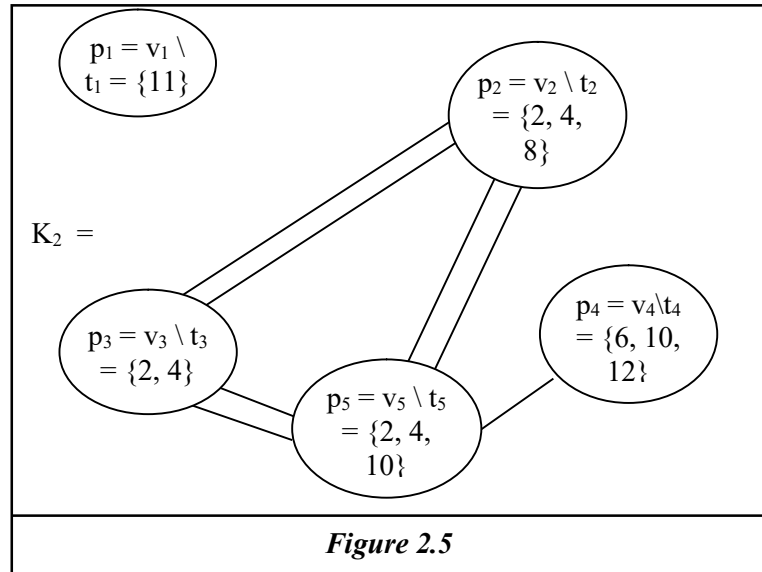 p₁ = v₁ \
t₁ = {11}
p₂ = v₂ \ t₂
= {2, 4,
8}
K₂ =
p₃ = v₃ \ t₃
= {2, 4}
p₄ = v₄\t₄
= {6, 10,
12}
p₅ = v₅ \ t₅
= {2, 4,
10}
Figure 2.5